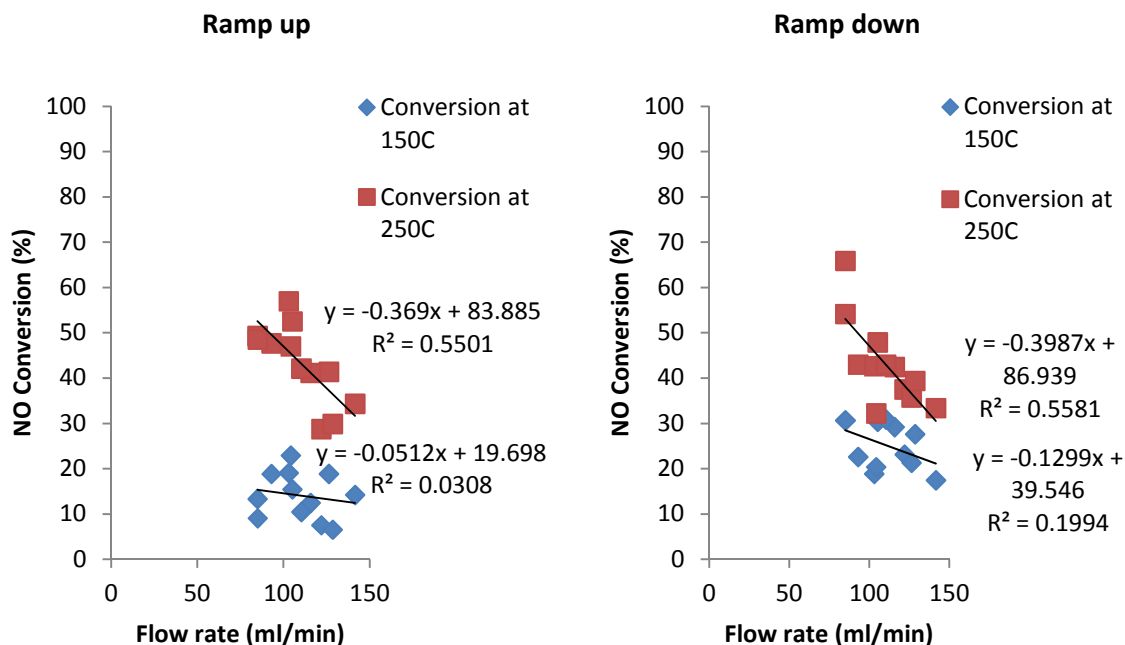 Ramp up
NO Conversion (%)
100
90
80
70
60
50
40
30
20
10
0
0 50 100 150
Flow rate (ml/min)
Conversion at
150C
Conversion at
250C
y = -0.369x + 83.885
R² = 0.5501
y = -0.0512x + 19.698
R² = 0.0308
Ramp down
NO Conversion (%)
100
90
80
70
60
50
40
30
20
10
0
0 50 100 150
Flow rate (ml/min)
Conversion at
150C
Conversion at
250C
y = -0.3987x +
86.939
R² = 0.5581
y = -0.1299x +
39.546
R² = 0.1994